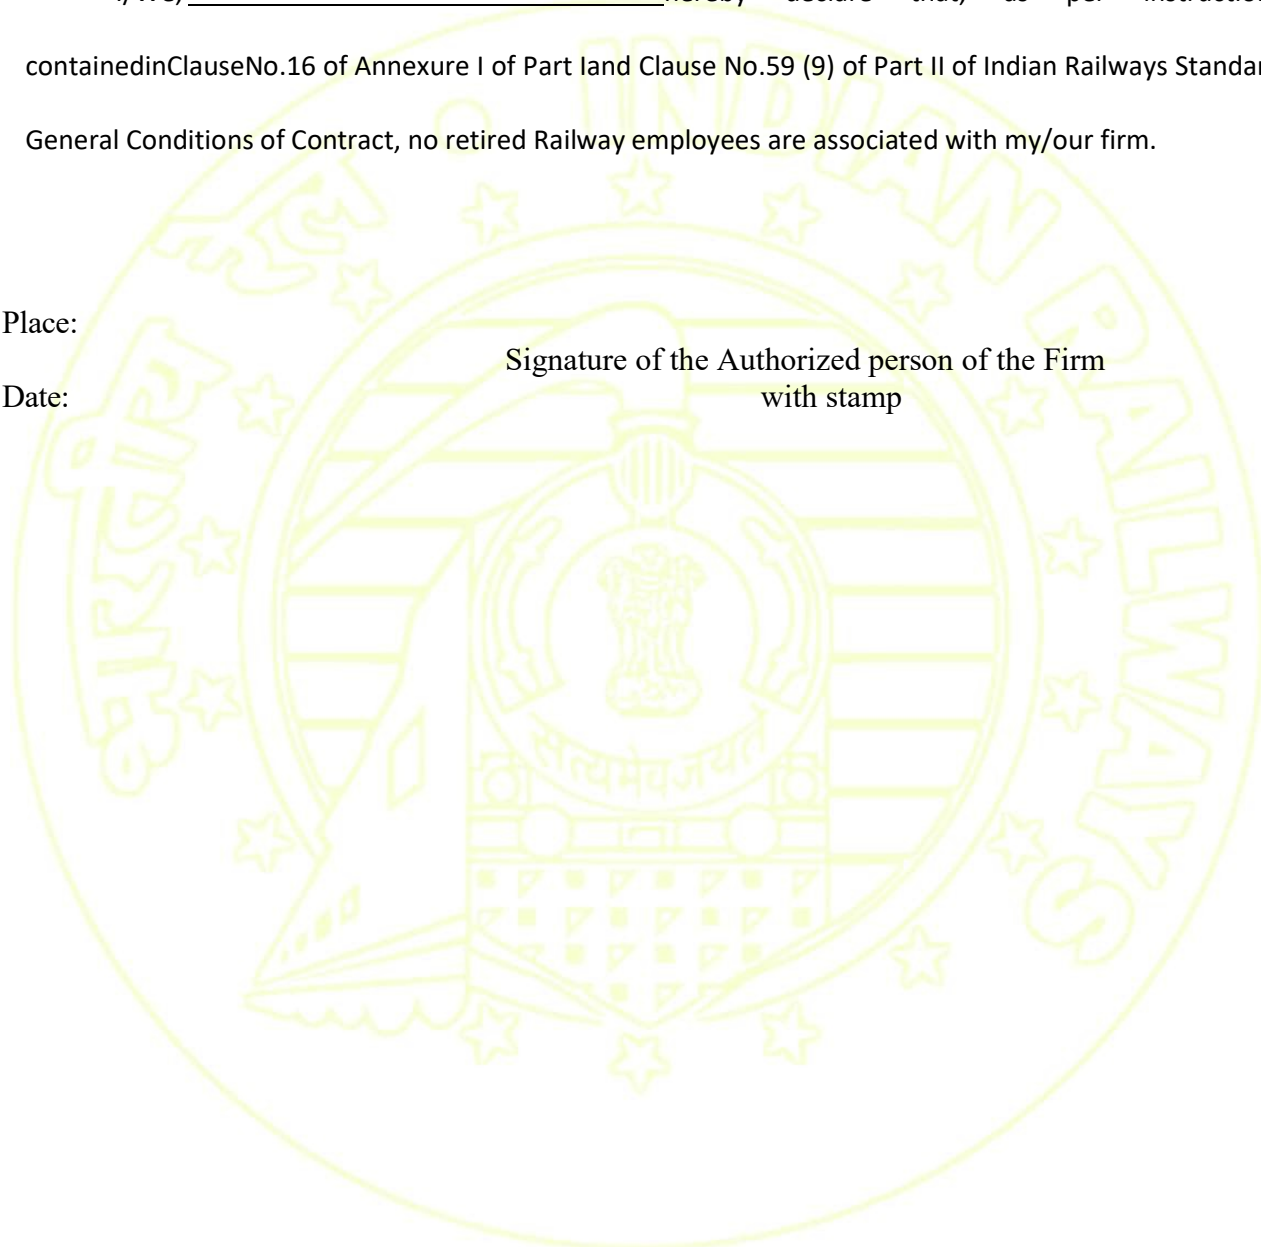 I/We, hereby declare that, as per instruction
containedinClauseNo.16 of Annexure I of Part Iand Clause No.59 (9) of Part II of Indian Railways Standar
General Conditions of Contract, no retired Railway employees are associated with my/our firm.
Place:
Signature of the Authorized person of the Firm
Date:
with stamp
भारतीय रेल
INDIAN RAILWAYS
सत्यमेव जयते